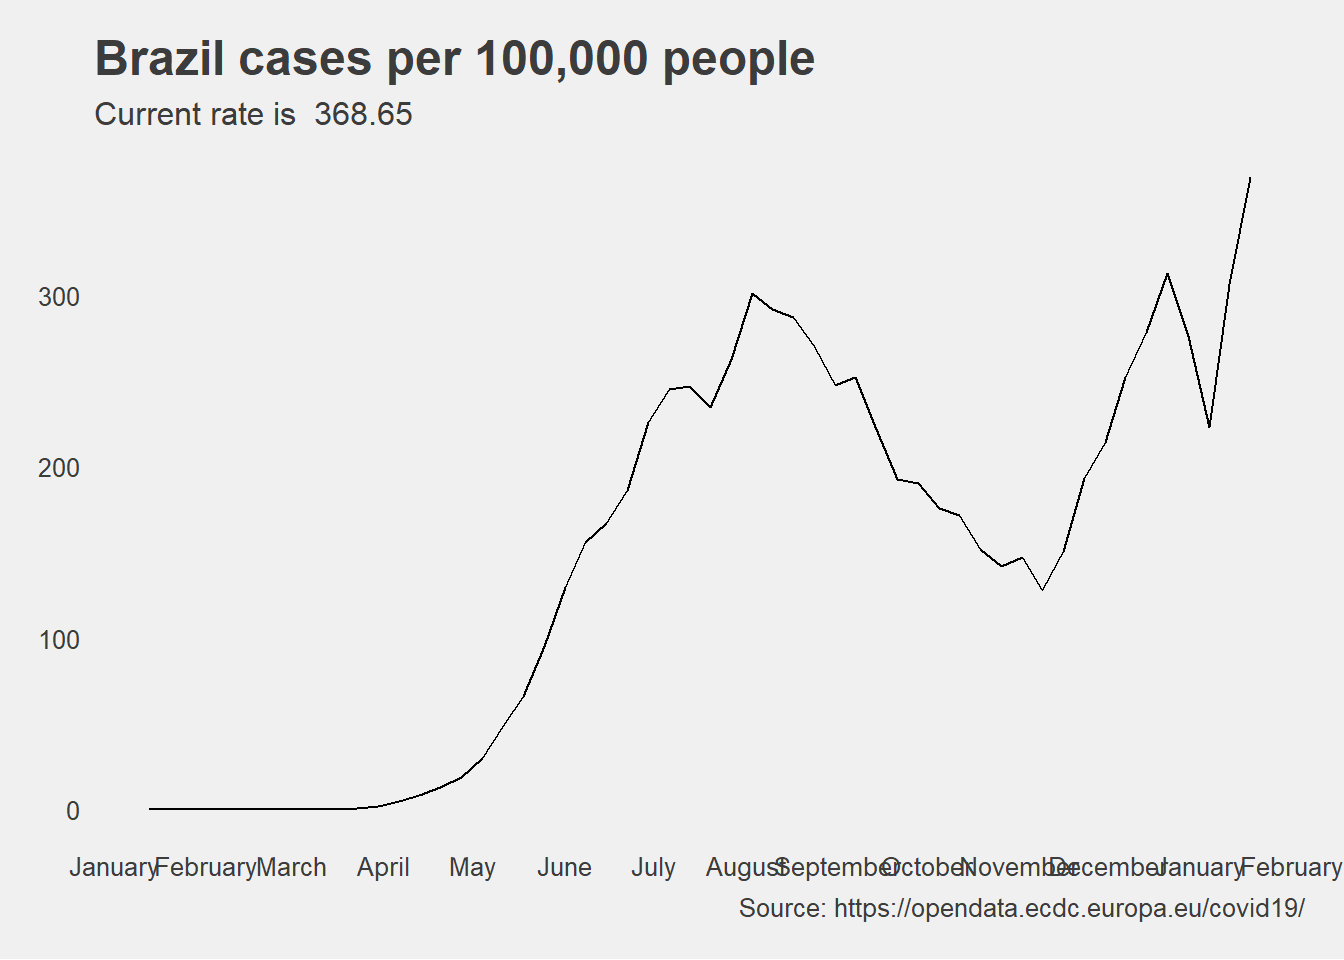 Brazil cases per 100,000 people
Current rate is  368.65
300
200
100
0
January February March April May June July August September October November December January February
Source: https://opendata.ecdc.europa.eu/covid19/